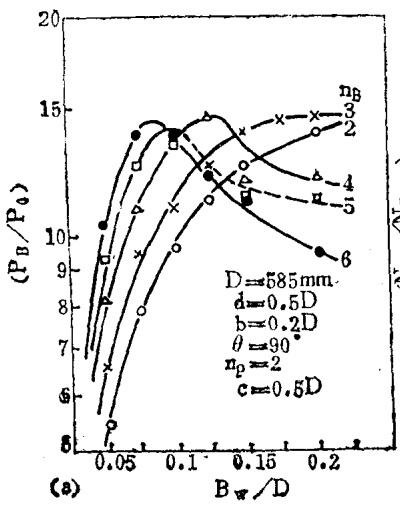 20
15
10
9
8
7
6
5
(P_B/P_0)
n_B
3
2
4
5
6
D=585mm
d=0.5D
b=0.2D
θ=90°
n_p=2
c=0.5D
0.05
0.1
0.15
0.2
(a)
B_w/D